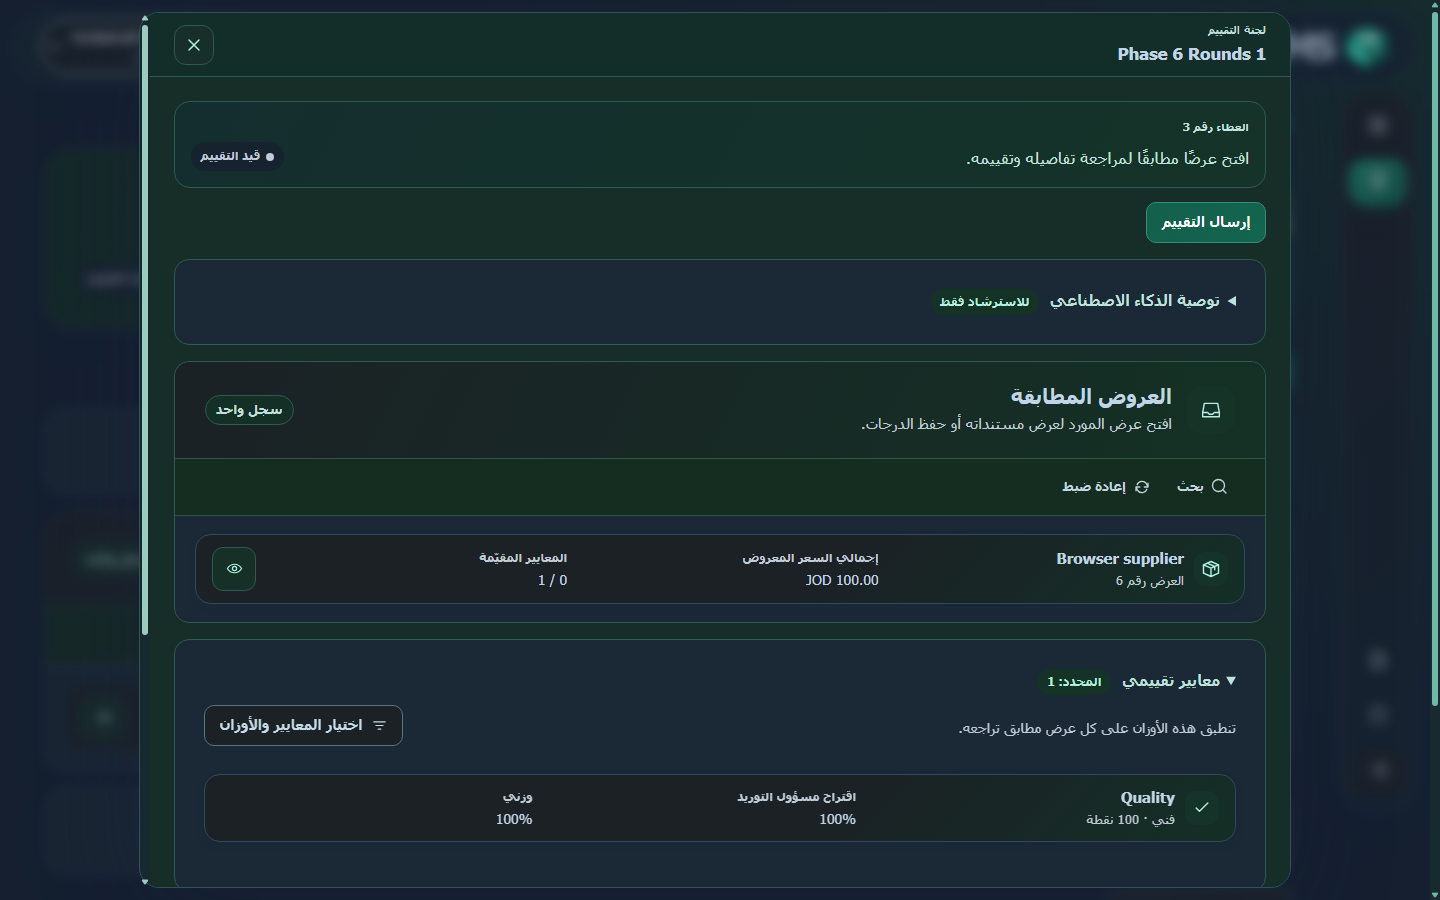 لجنة التقييم
Phase 6 Rounds 1
العطاء رقم 3
افتح عرضًا مطابقًا لمراجعة تفاصيله وتقييمه.
قيد التقييم
إرسال التقييم
توصية الذكاء الاصطناعي
للاسترشاد فقط
العروض المطابقة
افتح عرض المورد لعرض مستنداته أو حفظ الدرجات.
سجل واحد
بحث
إعادة ضبط
Browser supplier
العرض رقم 6
إجمالي السعر المعروض
JOD 100.00
المعايير المقيّمة
1 / 0
معايير تقييمي
المحدد: 1
تنطبق هذه الأوزان على كل عرض مطابق تراجعه.
اختيار المعايير والأوزان
Quality
فني · 100 نقطة
اقتراح مسؤول التوريد
100%
وزني
100%